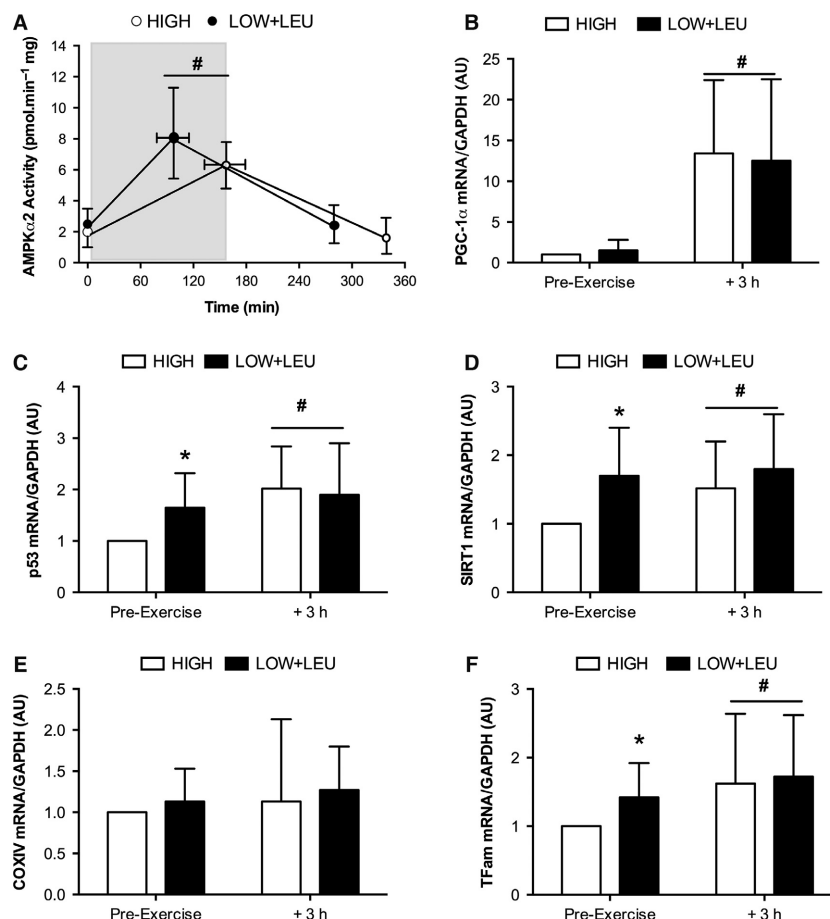 A
HIGH LOW+LEU
AMPKα2 Activity (pmol.min⁻¹ mg)
14
12
10
8
6
4
2
0
#
0 60 120 180 240 300 360
Time (min)
B
HIGH LOW+LEU
PGC-1α mRNA/GAPDH (AU)
25
20
15
10
5
0
#
Pre-Exercise + 3 h
C
HIGH LOW+LEU
p53 mRNA/GAPDH (AU)
4
3
2
1
0
*
#
Pre-Exercise + 3 h
D
HIGH LOW+LEU
SIRT1 mRNA/GAPDH (AU)
3
2
1
0
*
#
Pre-Exercise + 3 h
E
HIGH LOW+LEU
COXIV mRNA/GAPDH (AU)
2.5
2.0
1.5
1.0
0.5
0.0
Pre-Exercise + 3 h
F
HIGH LOW+LEU
TFam mRNA/GAPDH (AU)
3
2
1
0
*
#
Pre-Exercise + 3 h